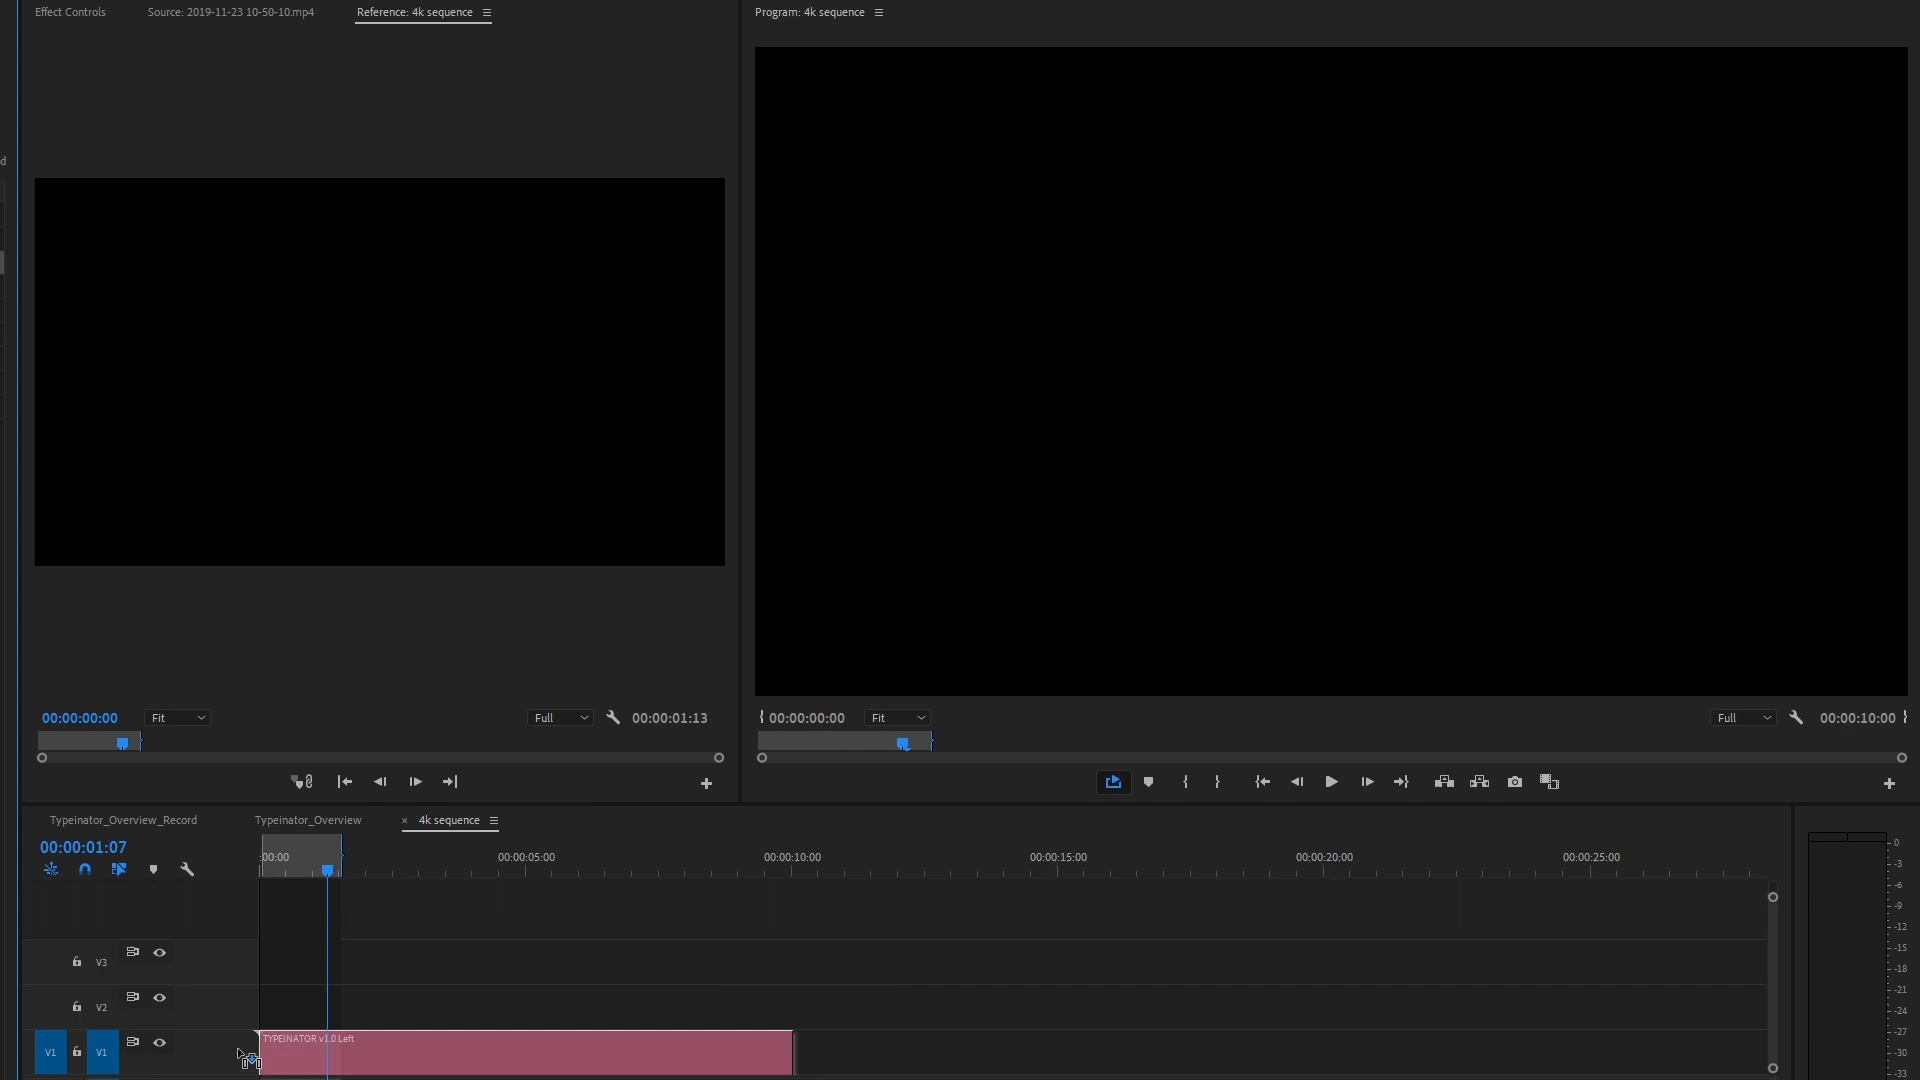 Effect Controls
Source: 2019-11-23 10-50-10.mp4
Reference: 4k sequence
Program: 4k sequence
d
00:00:00:00
Fit
Full
00:00:01:13
00:00:00:00
Fit
Full
00:00:10:00
Typeinator_Overview_Record
Typeinator_Overview
× 4k sequence
00:00:01:07
:00:00
00:00:05:00
00:00:10:00
00:00:15:00
00:00:20:00
00:00:25:00
V3
V2
V1
V1
TYPEINATOR v1.0 Left
0
-3
-6
-9
-12
-15
-18
-21
-24
-27
-30
-33